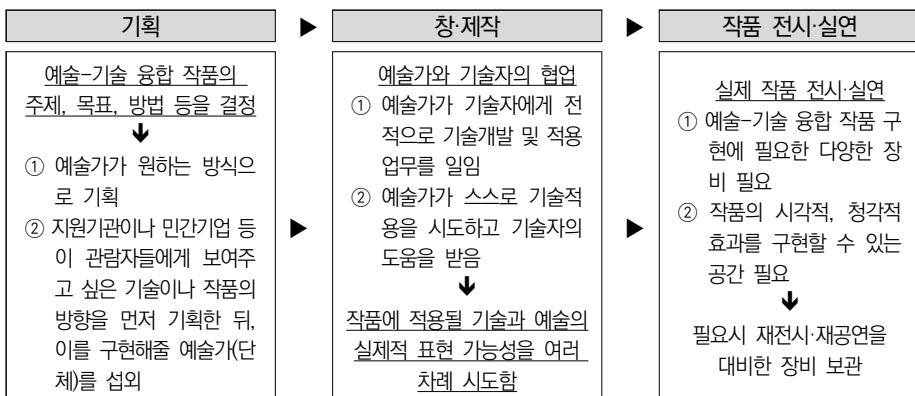 기획
▶
창·제작
▶
작품 전시·실연
예술-기술 융합 작품의
주제, 목표, 방법 등을 결정
🡻
① 예술가가 원하는 방식으
로 기획
② 지원기관이나 민간기업 등
이 관람자들에게 보여주
고 싶은 기술이나 작품의
방향을 먼저 기획한 뒤,
이를 구현해줄 예술가(단
체)를 섭외
▶
예술가와 기술자의 협업
① 예술가가 기술자에게 전
적으로 기술개발 및 적용
업무를 일임
② 예술가가 스스로 기술적
용을 시도하고 기술자의
도움을 받음
🡻
작품에 적용될 기술과 예술의
실제적 표현 가능성을 여러
차례 시도함
▶
실제 작품 전시·실연
① 예술-기술 융합 작품 구
현에 필요한 다양한 장
비 필요
② 작품의 시각적, 청각적
효과를 구현할 수 있는
공간 필요
🡻
필요시 재전시·재공연을
대비한 장비 보관